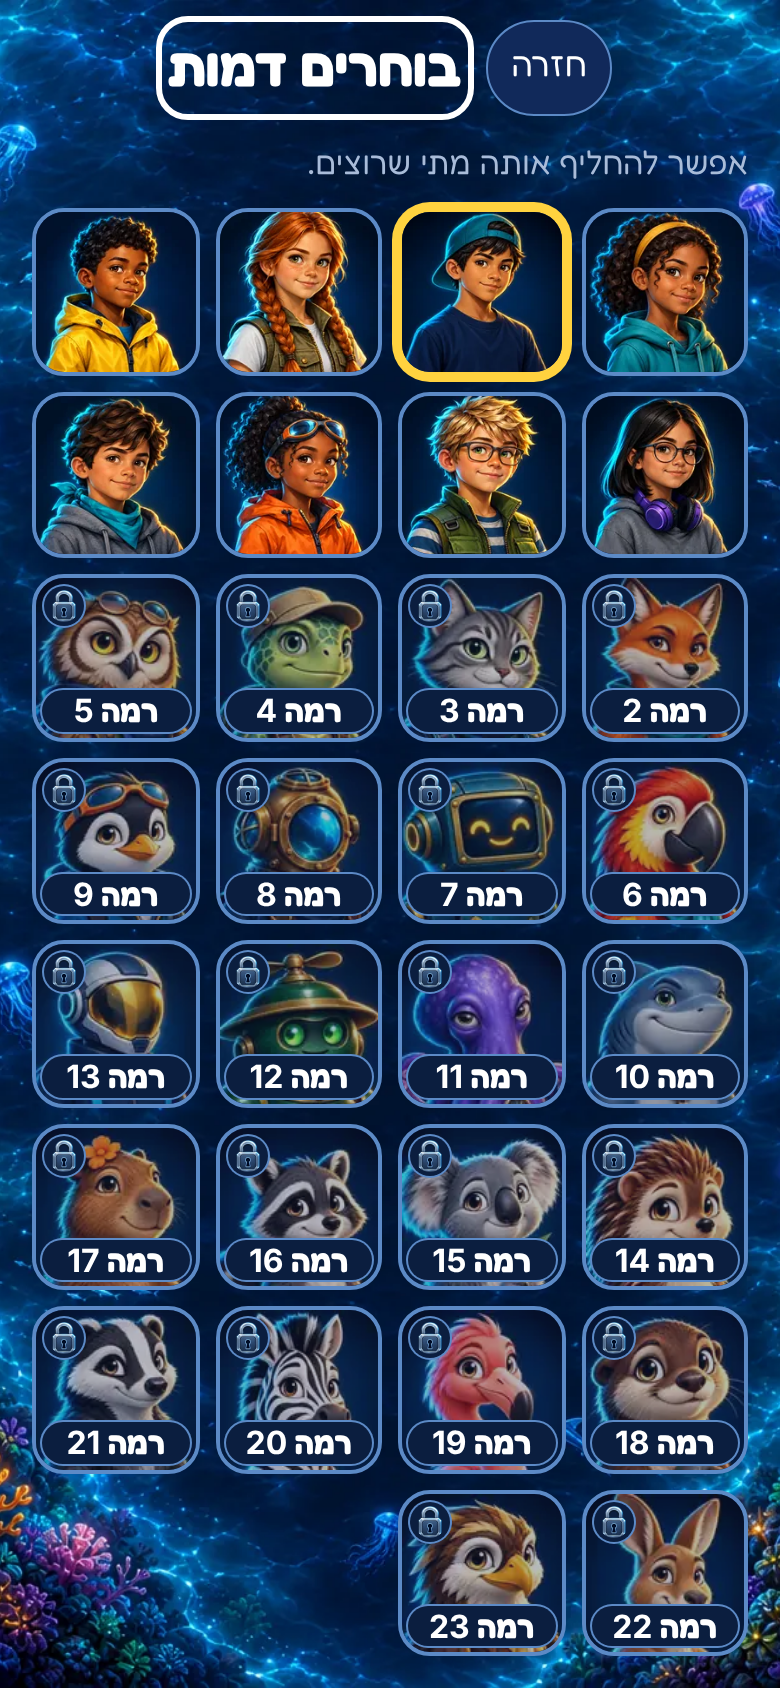 חזרה
בוחרים דמות
אפשר להחליף אותה מתי שרוצים.
רמה 2
רמה 3
רמה 4
רמה 5
רמה 6
רמה 7
רמה 8
רמה 9
רמה 10
רמה 11
רמה 12
רמה 13
רמה 14
רמה 15
רמה 16
רמה 17
רמה 18
רמה 19
רמה 20
רמה 21
רמה 22
רמה 23